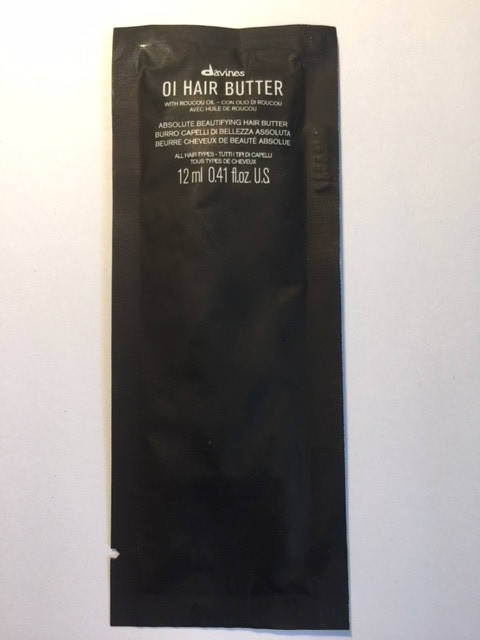 davines
OI HAIR BUTTER
WITH ROUCOU OIL - CON OLIO DI ROUCOU
AVEC HUILE DE ROUCOU
ABSOLUTE BEAUTIFYING HAIR BUTTER
BURRO CAPELLI DI BELLEZZA ASSOLUTA
BEURRE CHEVEUX DE BEAUTÉ ABSOLUE
ALL HAIR TYPES - TUTTI I TIPI DI CAPELLI
TOUS TYPES DE CHEVEUX
12 ml 0.41 fl.oz. U.S.